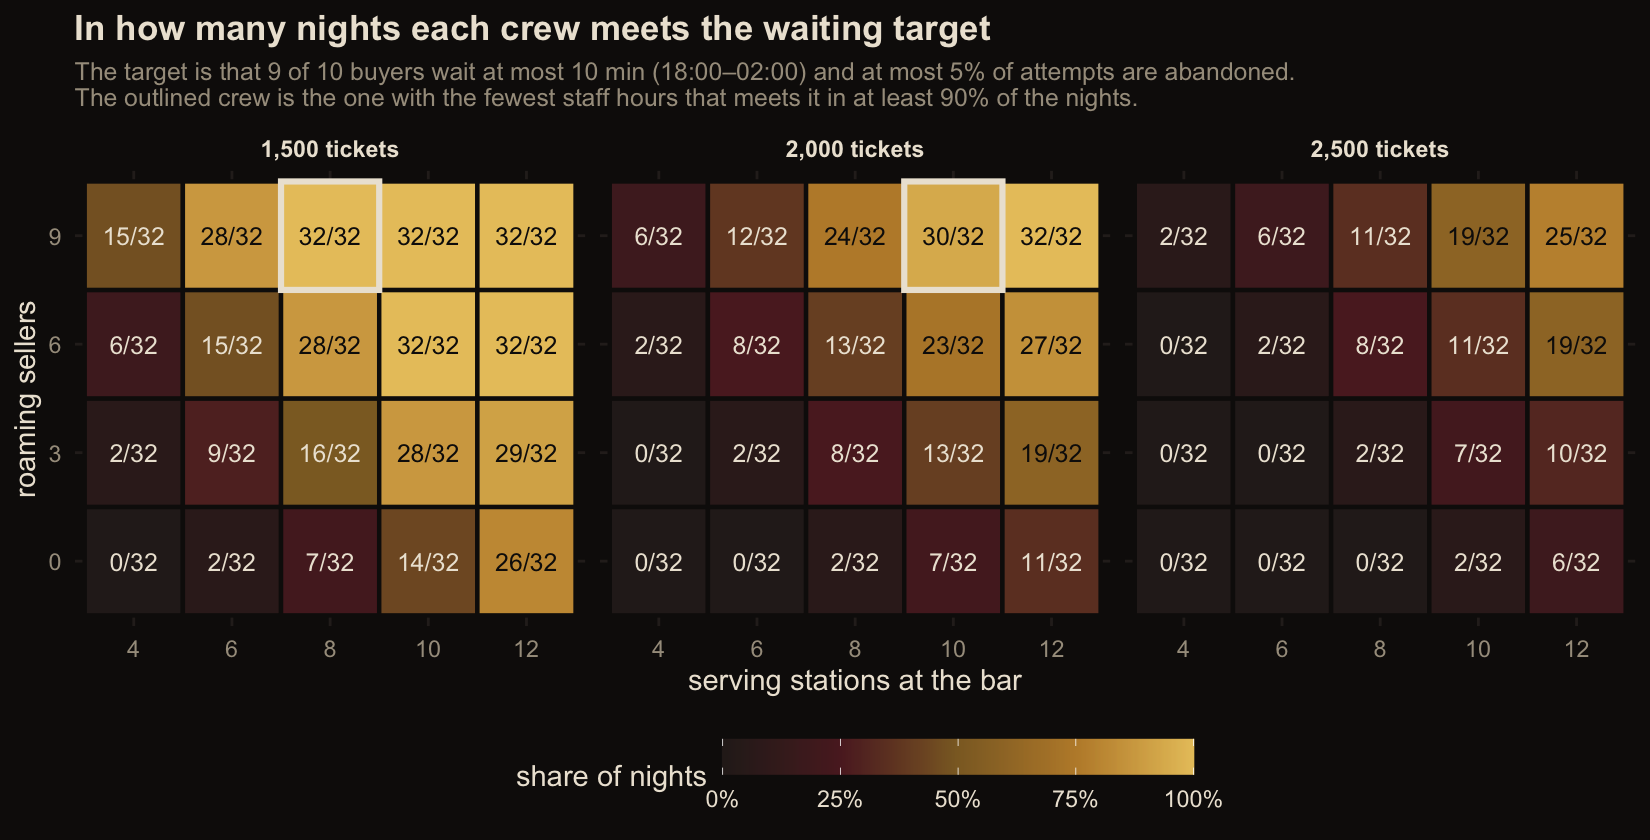 In how many nights each crew meets the waiting target
The target is that 9 of 10 buyers wait at most 10 min (18:00–02:00) and at most 5% of attempts are abandoned.
The outlined crew is the one with the fewest staff hours that meets it in at least 90% of the nights.
1,500 tickets 2,000 tickets 2,500 tickets
roaming sellers
9 15/32 28/32 32/32 32/32 32/32 6/32 12/32 24/32 30/32 32/32 2/32 6/32 11/32 19/32 25/32
6 6/32 15/32 28/32 32/32 32/32 2/32 8/32 13/32 23/32 27/32 0/32 2/32 8/32 11/32 19/32
3 2/32 9/32 16/32 28/32 29/32 0/32 2/32 8/32 13/32 19/32 0/32 0/32 2/32 7/32 10/32
0 0/32 2/32 7/32 14/32 26/32 0/32 0/32 2/32 7/32 11/32 0/32 0/32 0/32 2/32 6/32
4 6 8 10 12 4 6 8 10 12 4 6 8 10 12
serving stations at the bar
share of nights
0% 25% 50% 75% 100%